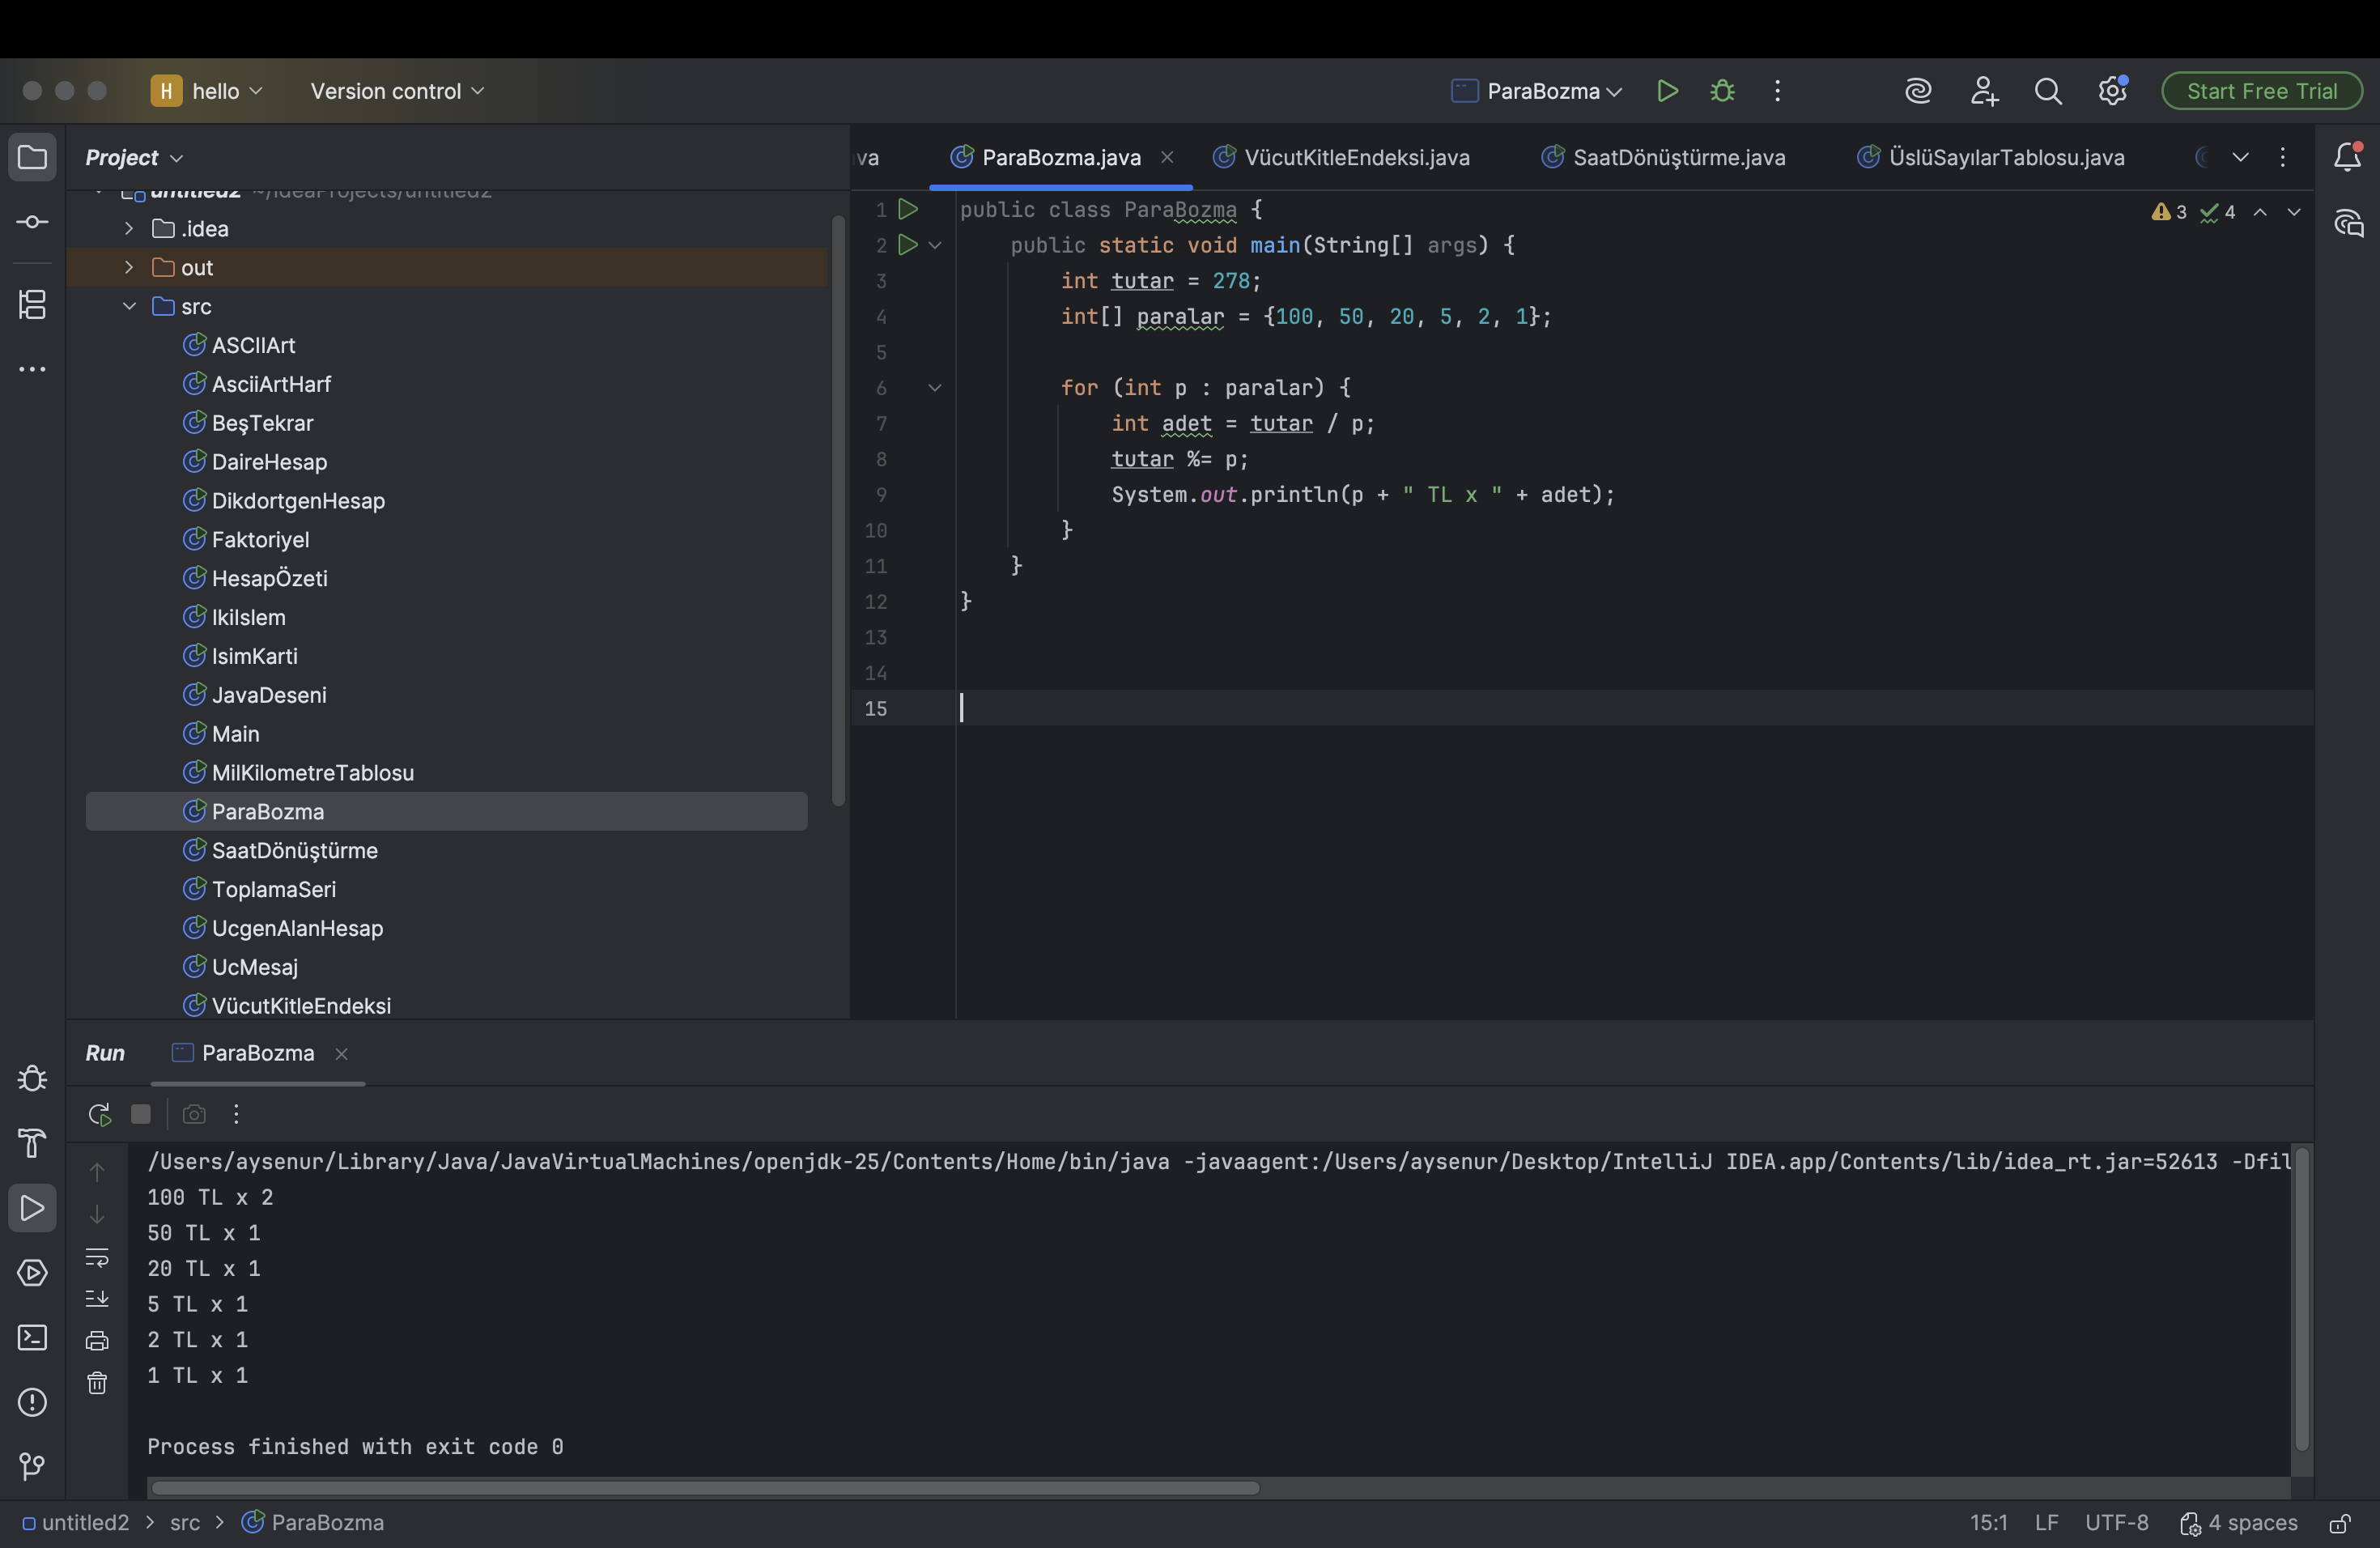 H hello Version control ParaBozma Start Free Trial
Project
va ParaBozma.java VücutKitleEndeksi.java SaatDönüştürme.java ÜslüSayılarTablosu.java
untitled2 ~/IdeaProjects/untitled2
.idea
out
src
ASCIIArt
AsciiArtHarf
BeşTekrar
DaireHesap
DikdortgenHesap
Faktoriyel
HesapÖzeti
IkiIslem
IsimKarti
JavaDeseni
Main
MilKilometreTablosu
ParaBozma
SaatDönüştürme
ToplamaSeri
UcgenAlanHesap
UcMesaj
VücutKitleEndeksi
3 4
1 public class ParaBozma {
2 public static void main(String[] args) {
3 int tutar = 278;
4 int[] paralar = {100, 50, 20, 5, 2, 1};
5
6 for (int p : paralar) {
7 int adet = tutar / p;
8 tutar %= p;
9 System.out.println(p + " TL x " + adet);
10 }
11 }
12 }
13
14
15
Run ParaBozma
/Users/aysenur/Library/Java/JavaVirtualMachines/openjdk-25/Contents/Home/bin/java -javaagent:/Users/aysenur/Desktop/IntelliJ IDEA.app/Contents/lib/idea_rt.jar=52613 -Dfil
100 TL x 2
50 TL x 1
20 TL x 1
5 TL x 1
2 TL x 1
1 TL x 1
Process finished with exit code 0
untitled2 > src > ParaBozma 15:1 LF UTF-8 4 spaces